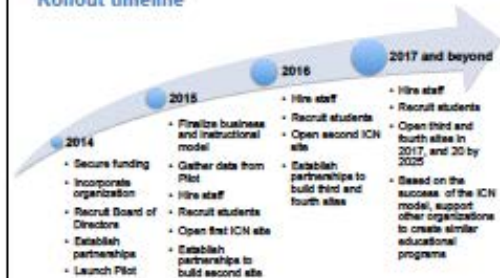 Rollout timeline
2014
• Secure funding
• Incorporate
organization
• Recruit Board of
Directors
• Establish
partnerships
• Launch Pilot
2015
• Finalize business
and instructional
model
• Gather data from
Pilot
• Hire staff
• Recruit students
• Open first ICN site
• Establish
partnerships to
build second site
2016
• Hire staff
• Recruit students
• Open second ICN
site
• Establish
partnerships to
build third and
fourth sites
2017 and beyond
• Hire staff
• Recruit students
• Open third and
fourth sites in
2017, and 20 by
2025
• Based on the
success of the ICN
model, support
other organizations
to create similar
educational
programs